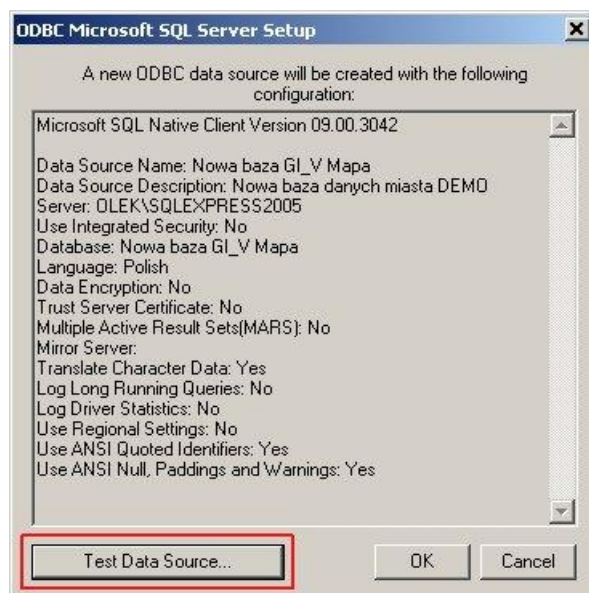 ODBC Microsoft SQL Server Setup
A new ODBC data source will be created with the following
configuration:
Microsoft SQL Native Client Version 09.00.3042
Data Source Name: Nowa baza GI_V Mapa
Data Source Description: Nowa baza danych miasta DEMO
Server: OLEK\SQLEXPRESS2005
Use Integrated Security: No
Database: Nowa baza GI_V Mapa
Language: Polish
Data Encryption: No
Trust Server Certificate: No
Multiple Active Result Sets(MARS): No
Mirror Server:
Translate Character Data: Yes
Log Long Running Queries: No
Log Driver Statistics: No
Use Regional Settings: No
Use ANSI Quoted Identifiers: Yes
Use ANSI Null, Paddings and Warnings: Yes
Test Data Source...
OK
Cancel